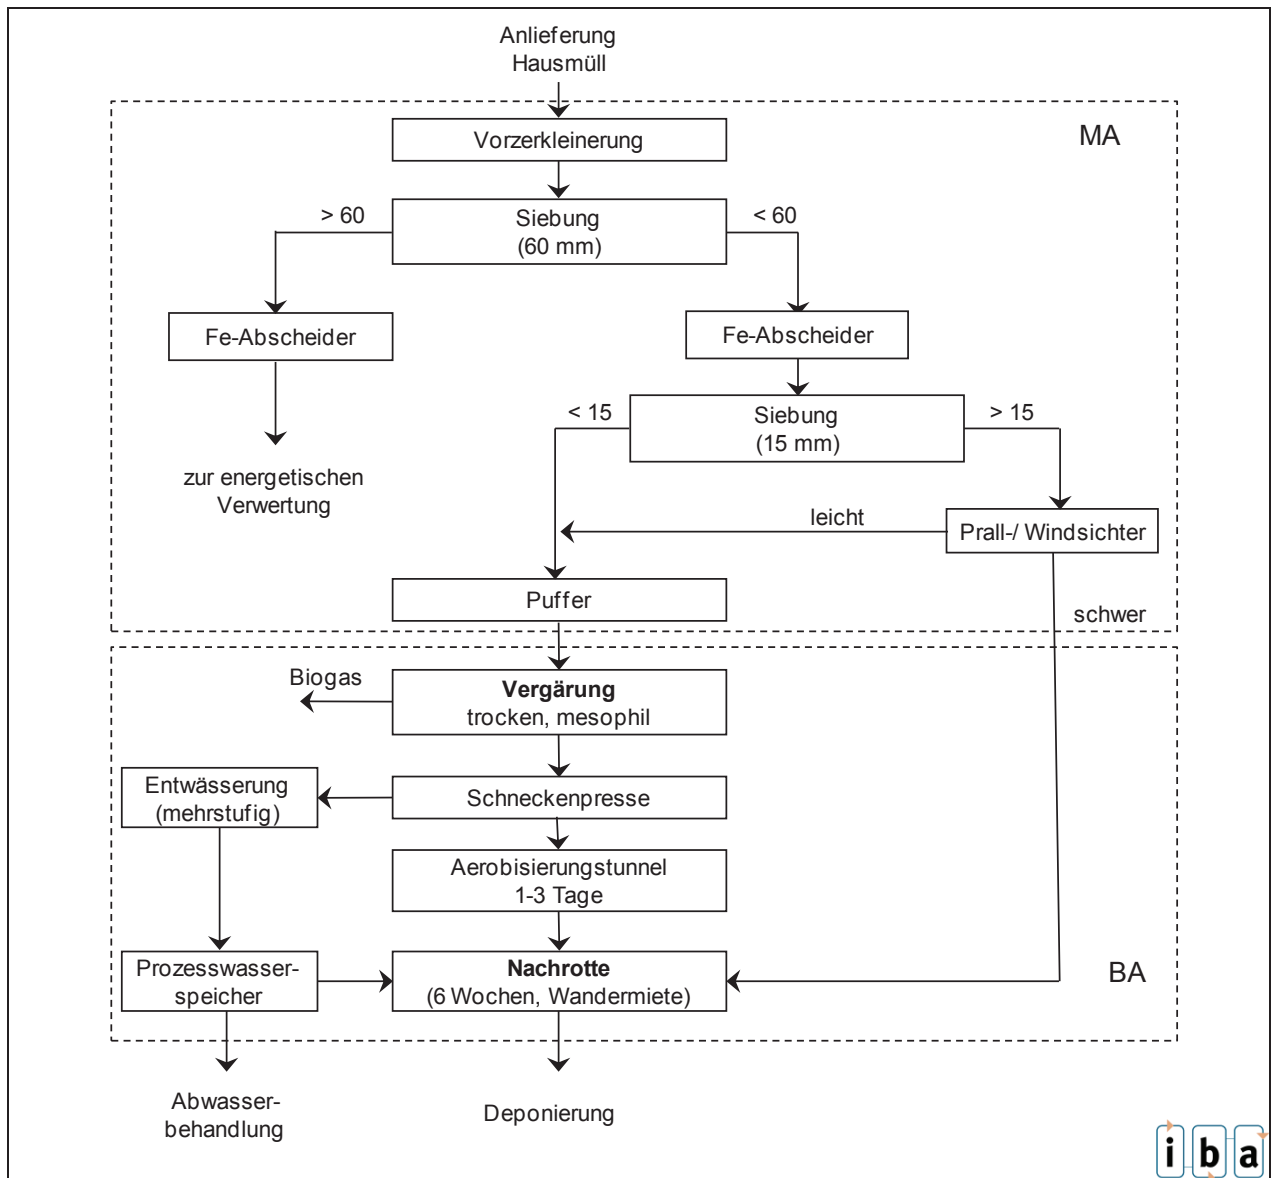 Anlieferung
Hausmüll
MA
Vorzerkleinerung
> 60
Siebung
(60 mm)
< 60
Fe-Abscheider
Fe-Abscheider
< 15
Siebung
(15 mm)
> 15
zur energetischen
Verwertung
leicht
Prall-/ Windsichter
Puffer
schwer
Biogas
Vergärung
trocken, mesophil
Entwässerung
(mehrstufig)
Schneckenpresse
Aerobisierungstunnel
1-3 Tage
Prozesswasser-
speicher
Nachrotte
(6 Wochen, Wandermiete)
BA
Abwasser-
behandlung
Deponierung
iba